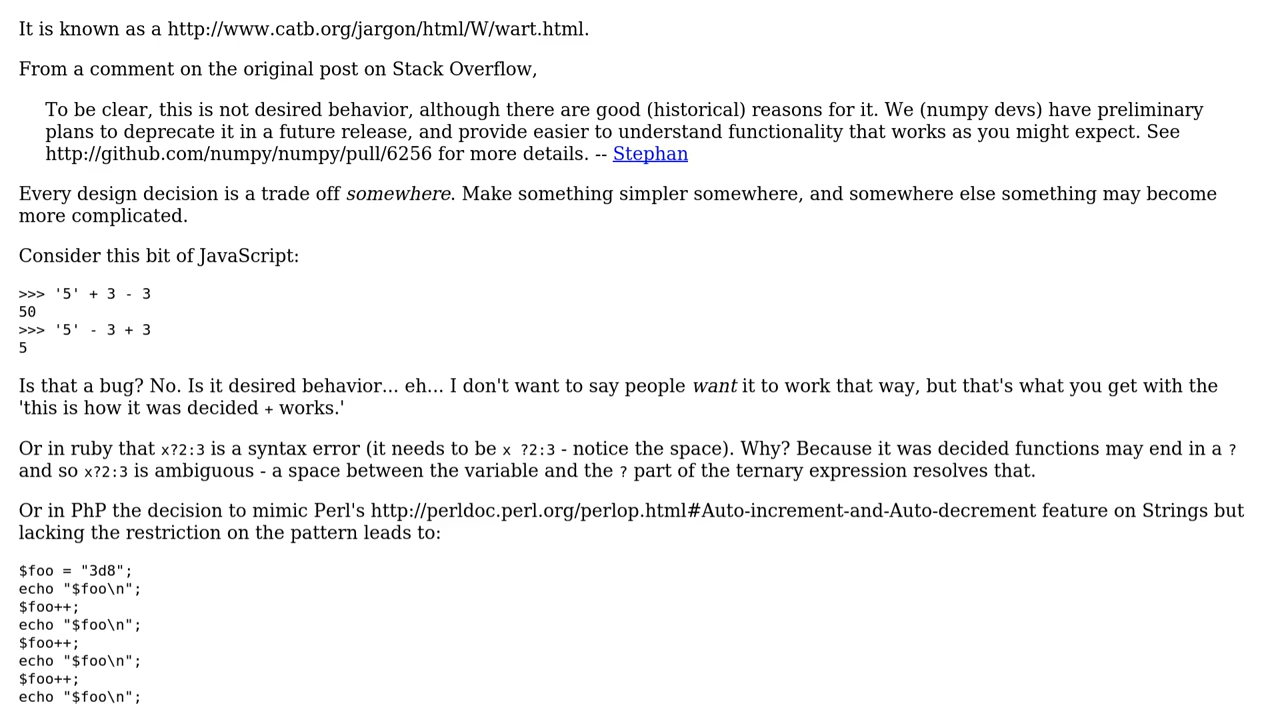 It is known as a http://www.catb.org/jargon/html/W/wart.html.
From a comment on the original post on Stack Overflow,
To be clear, this is not desired behavior, although there are good (historical) reasons for it. We (numpy devs) have preliminary
plans to deprecate it in a future release, and provide easier to understand functionality that works as you might expect. See
http://github.com/numpy/numpy/pull/6256 for more details. -- Stephan
Every design decision is a trade off somewhere. Make something simpler somewhere, and somewhere else something may become
more complicated.
Consider this bit of JavaScript:
>>> '5' + 3 - 3
50
>>> '5' - 3 + 3
5
Is that a bug? No. Is it desired behavior... eh... I don't want to say people want it to work that way, but that's what you get with the
'this is how it was decided + works.'
Or in ruby that x?2:3 is a syntax error (it needs to be x ?2:3 - notice the space). Why? Because it was decided functions may end in a ?
and so x?2:3 is ambiguous - a space between the variable and the ? part of the ternary expression resolves that.
Or in PhP the decision to mimic Perl's http://perldoc.perl.org/perlop.html#Auto-increment-and-Auto-decrement feature on Strings but
lacking the restriction on the pattern leads to:
$foo = "3d8";
echo "$foo\n";
$foo++;
echo "$foo\n";
$foo++;
echo "$foo\n";
$foo++;
echo "$foo\n";